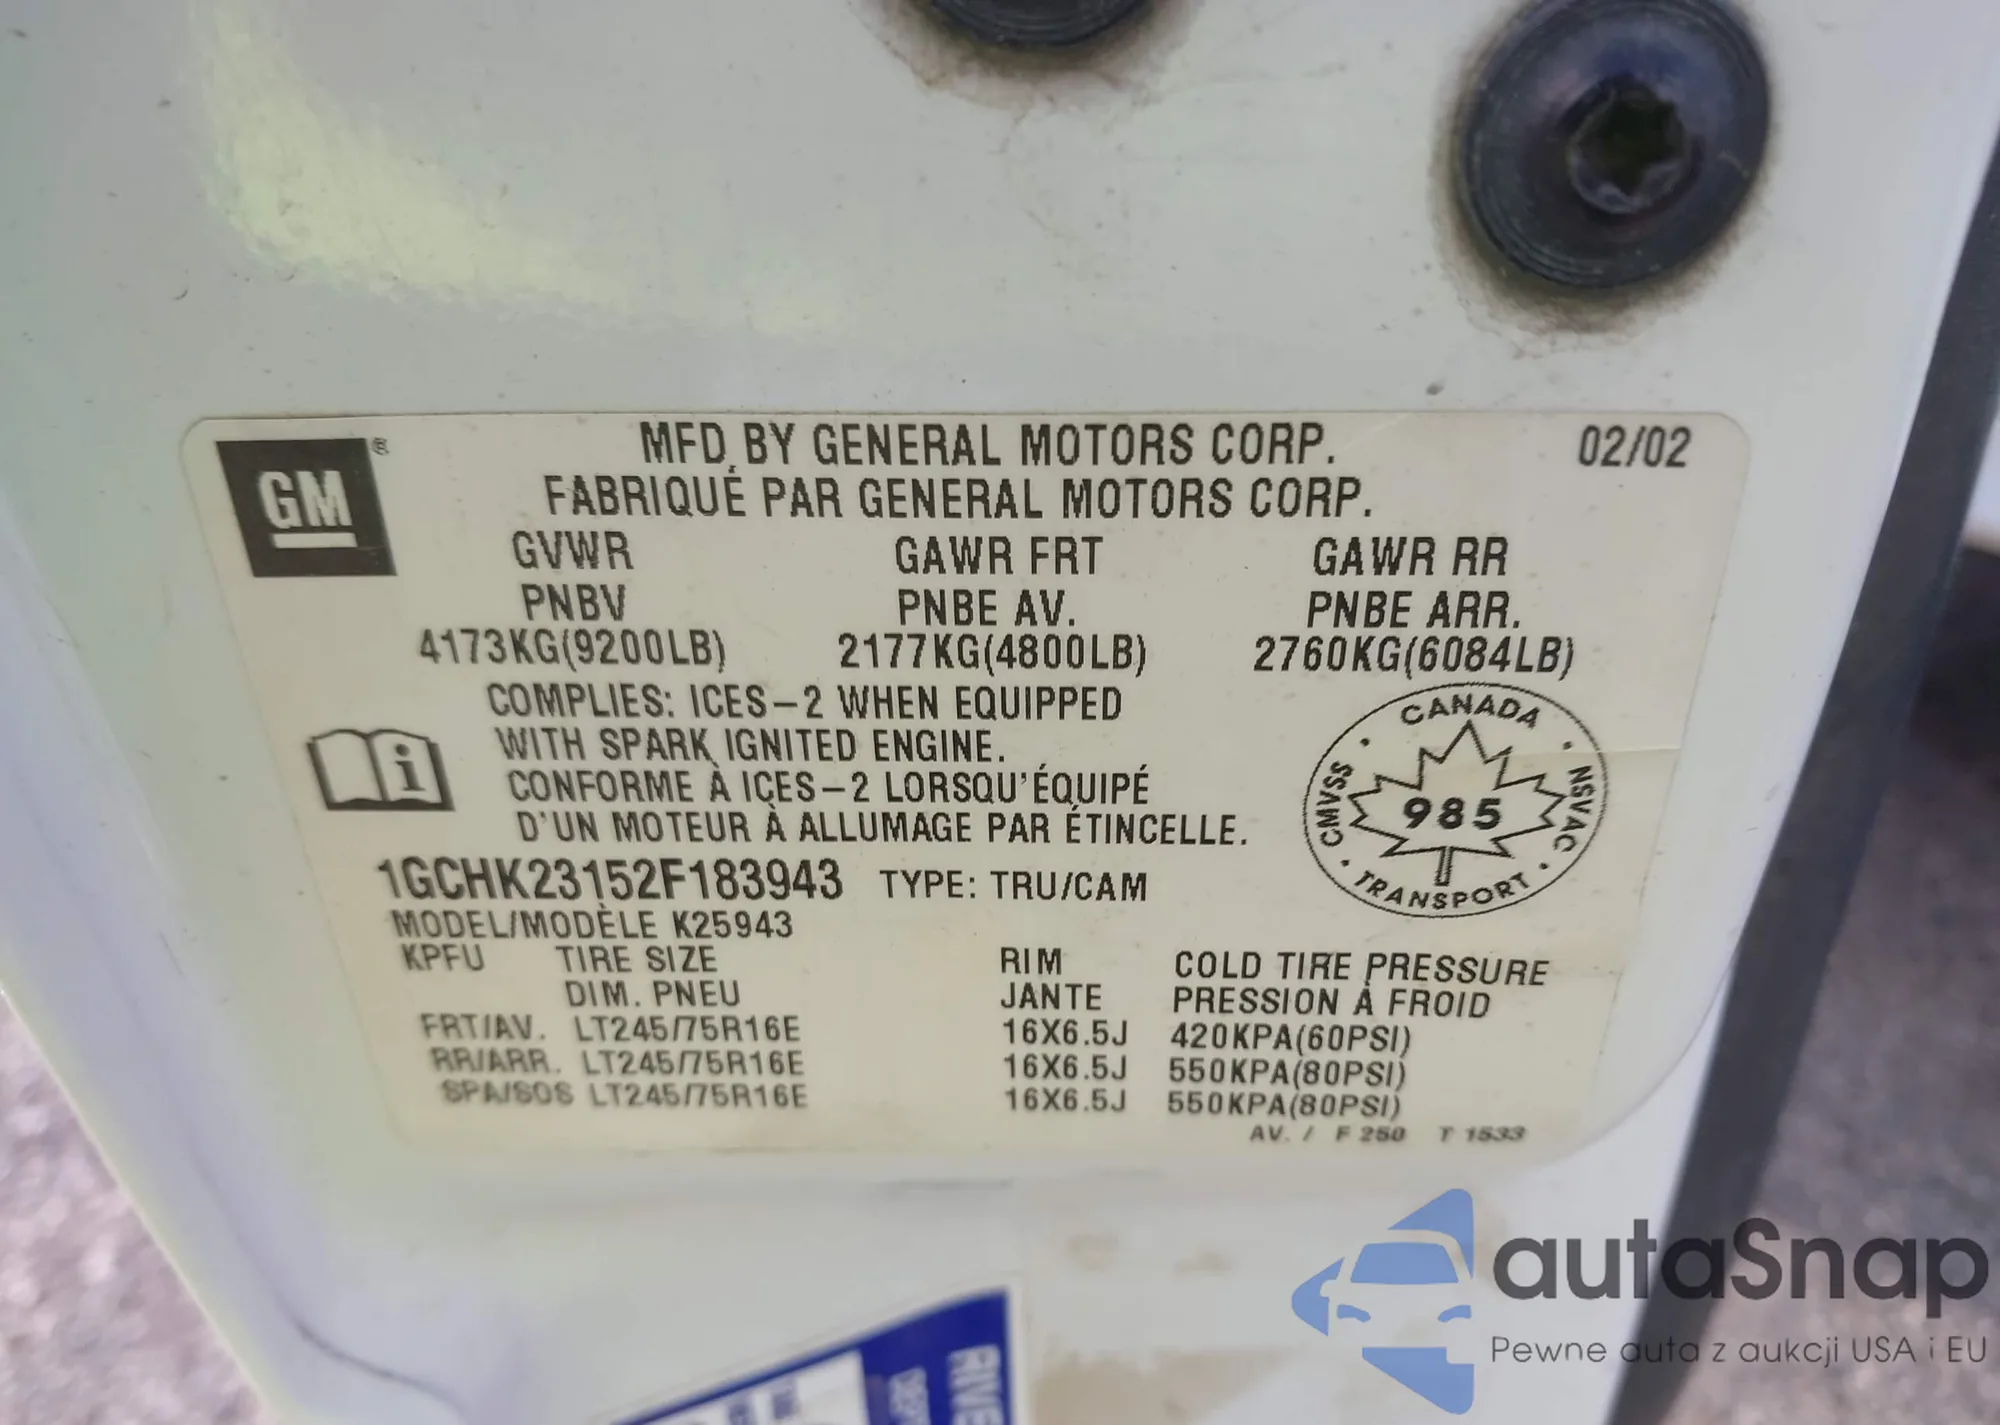 GM ®
MFD. BY GENERAL MOTORS CORP. 02/02
FABRIQUÉ PAR GENERAL MOTORS CORP.
GVWR GAWR FRT GAWR RR
PNBV PNBE AV. PNBE ARR.
4173KG(9200LB) 2177KG(4800LB) 2760KG(6084LB)
COMPLIES: ICES-2 WHEN EQUIPPED
WITH SPARK IGNITED ENGINE.
CONFORME À ICES-2 LORSQU'ÉQUIPÉ
D'UN MOTEUR À ALLUMAGE PAR ÉTINCELLE.
CANADA
CMVSS · NSVAC
985
TRANSPORT
1GCHK23152F183943 TYPE: TRU/CAM
MODEL/MODÈLE K25943
KPFU TIRE SIZE RIM COLD TIRE PRESSURE
DIM. PNEU JANTE PRESSION À FROID
FRT/AV. LT245/75R16E 16X6.5J 420KPA(60PSI)
RR/ARR. LT245/75R16E 16X6.5J 550KPA(80PSI)
SPA/SOS LT245/75R16E 16X6.5J 550KPA(80PSI)
AV. / F 250 T 1533
autaSnap
Pewne auta z aukcji USA i EU